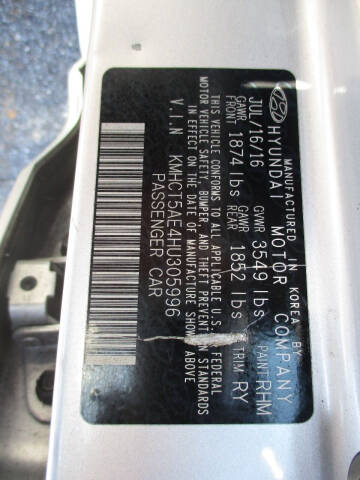 MANUFACTURED IN KOREA BY
HYUNDAI MOTOR COMPANY
JUL/16/16 GVWR 3549 lbs PAINT RHM
GAWR FRONT 1874 lbs GAWR REAR 1852 lbs TRIM RY
THIS VEHICLE CONFORMS TO ALL APPLICABLE U.S. FEDERAL
MOTOR VEHICLE SAFETY, BUMPER, AND THEFT PREVENTION STANDARDS
IN EFFECT ON THE DATE OF MANUFACTURE SHOWN ABOVE
V.I.N KMHCT5AE4HU305996
PASSENGER CAR